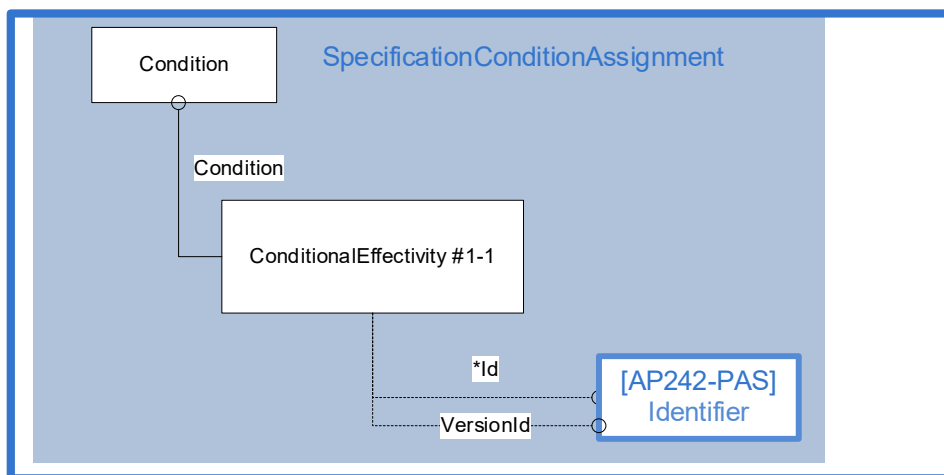 Condition
SpecificationConditionAssignment
Condition
ConditionalEffectivity #1-1
*Id
[AP242-PAS]
Identifier
VersionId